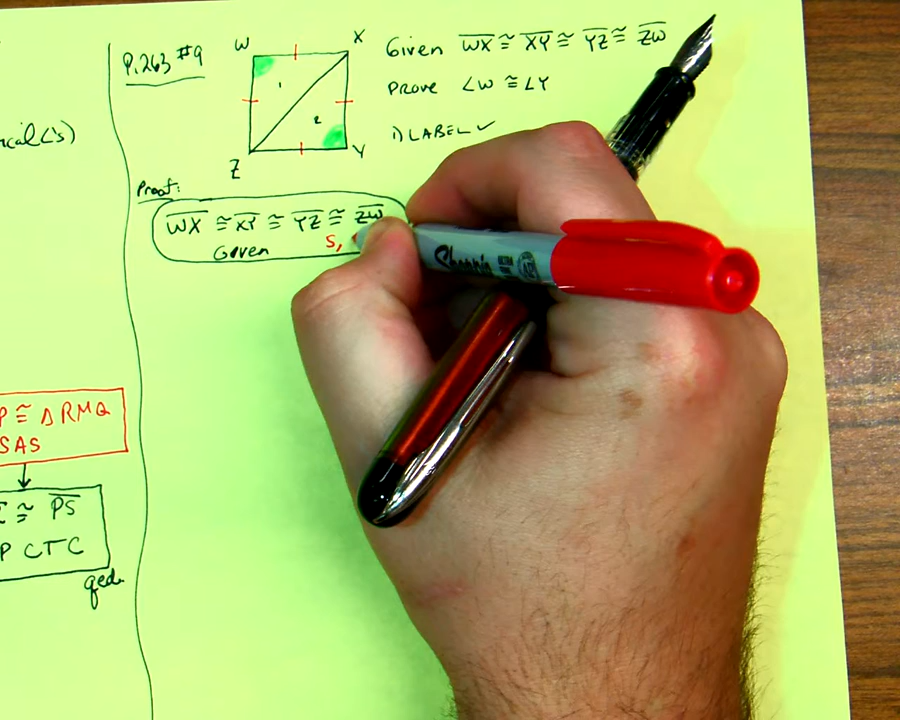 P.263 #9
W
X
1
2
Z
Y
Given WX ≅ XY ≅ YZ ≅ ZW
PROVE ∠W ≅ ∠Y
1) LABEL ✓
Proof:
WX ≅ XY ≅ YZ ≅ ZW
Given
S,
Sharpie
≅ Δ RMQ
SAS
≅ PS
P CTC
qed.